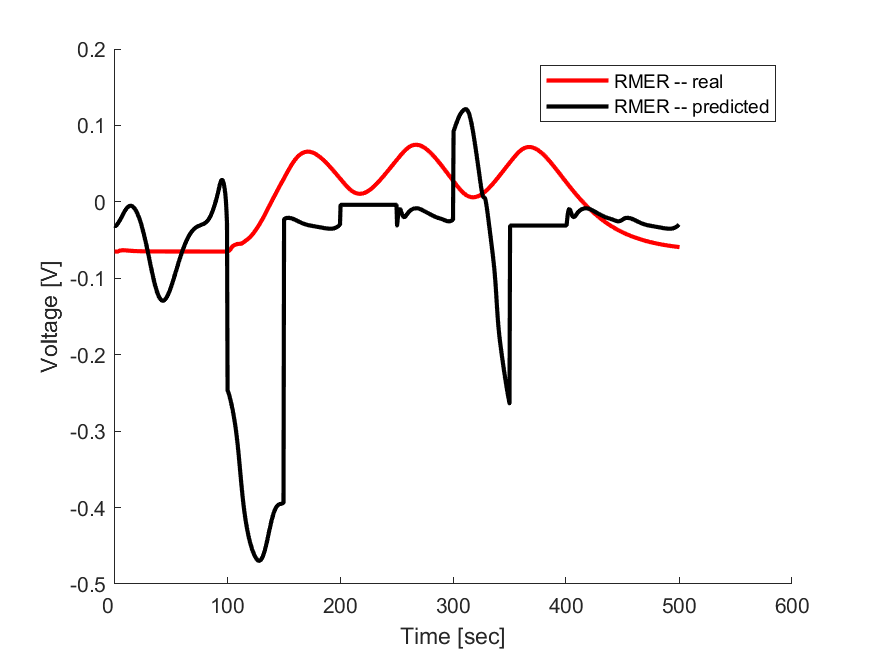 0.2
0.1
0
-0.1
-0.2
-0.3
-0.4
-0.5
Voltage [V]
RMER -- real
RMER -- predicted
0 100 200 300 400 500 600
Time [sec]